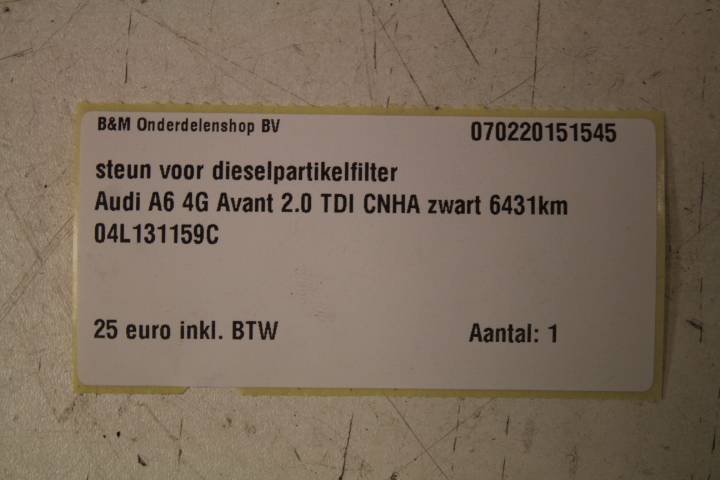 B&M Onderdelenshop BV 070220151545
steun voor dieselpartikelfilter
Audi A6 4G Avant 2.0 TDI CNHA zwart 6431km
04L131159C
25 euro inkl. BTW Aantal: 1